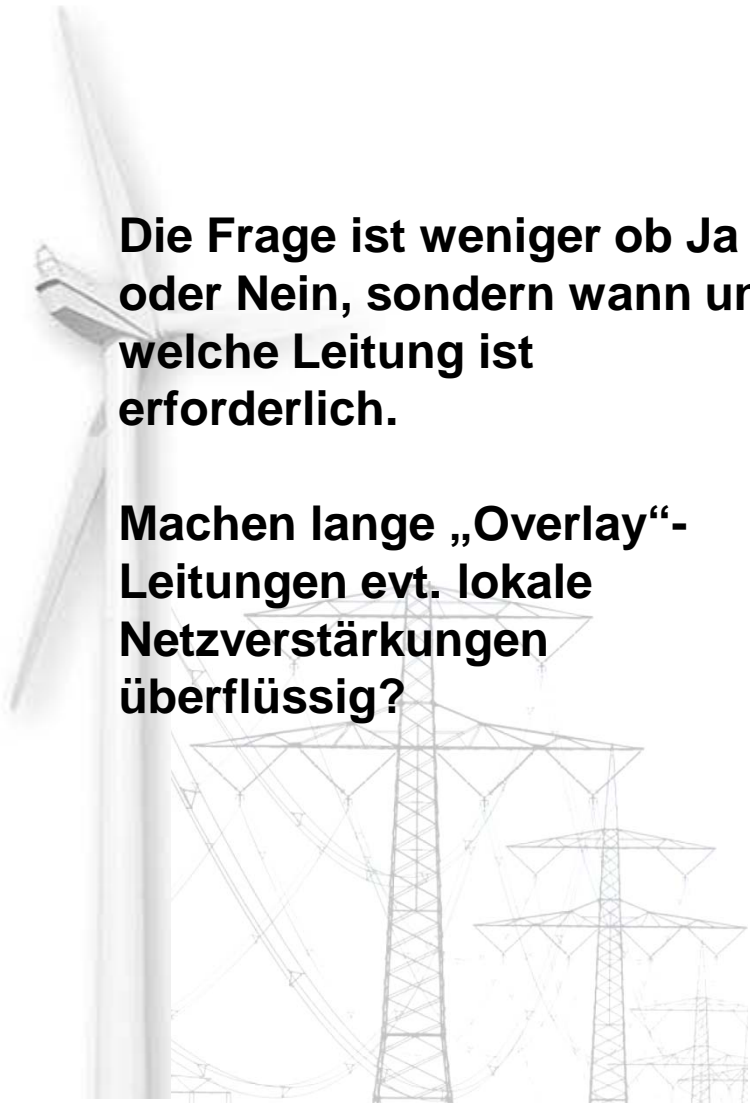 Die Frage ist weniger ob Ja
oder Nein, sondern wann
welche Leitung ist
erforderlich.
Machen lange „Overlay“-
Leitungen evt. lokale
Netzverstärkungen
überflüssig?